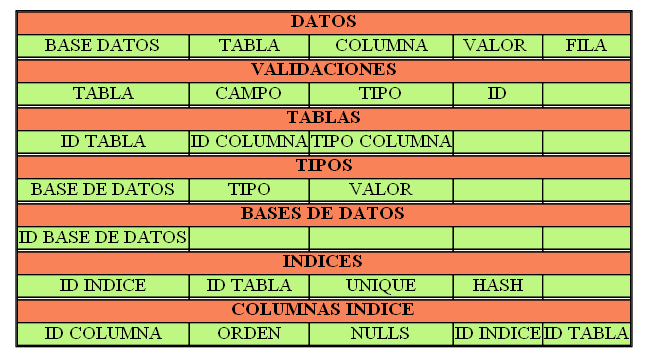 DATOS
BASE DATOS TABLA COLUMNA VALOR FILA
VALIDACIONES
TABLA CAMPO TIPO ID
TABLAS
ID TABLA ID COLUMNA TIPO COLUMNA
TIPOS
BASE DE DATOS TIPO VALOR
BASES DE DATOS
ID BASE DE DATOS
INDICES
ID INDICE ID TABLA UNIQUE HASH
COLUMNAS INDICE
ID COLUMNA ORDEN NULLS ID INDICE ID TABLA